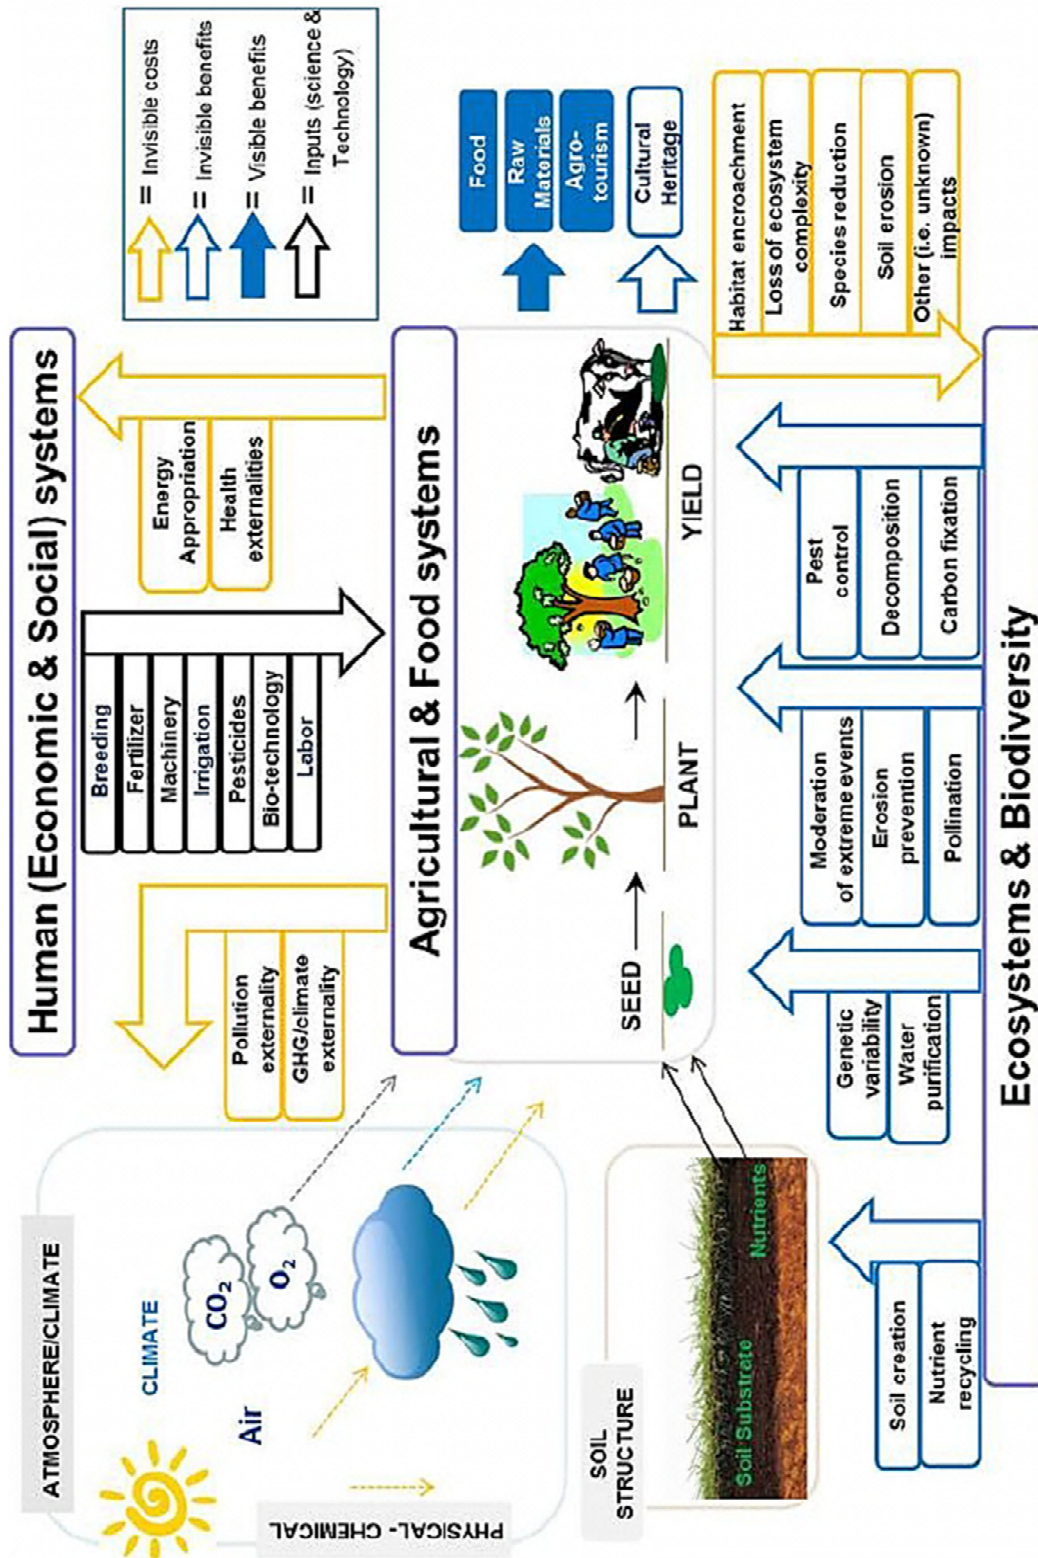 Human (Economic & Social) systems
= Invisible costs
= Invisible benefits
= Visible benefits
= Inputs (science &
Technology)
ATMOSPHERE/CLIMATE
CLIMATE
CO2
O2
Air
PHYSICAL- CHEMICAL
Pollution
externality
GHG/climate
externality
Breeding
Fertilizer
Machinery
Irrigation
Pesticides
Bio-technology
Labor
Energy
Appropriation
Health
externalities
Agricultural & Food systems
SEED
PLANT
YIELD
Food
Raw
Materials
Agro-
tourism
Cultural
Heritage
SOIL
STRUCTURE
Soil Substrate
Nutrients
Soil creation
Nutrient
recycling
Genetic
variability
Water
purification
Moderation
of extreme events
Erosion
prevention
Pollination
Pest
control
Decomposition
Carbon fixation
Habitat encroachment
Loss of ecosystem
complexity
Species reduction
Soil erosion
Other (i.e. unknown)
impacts
Ecosystems & Biodiversity